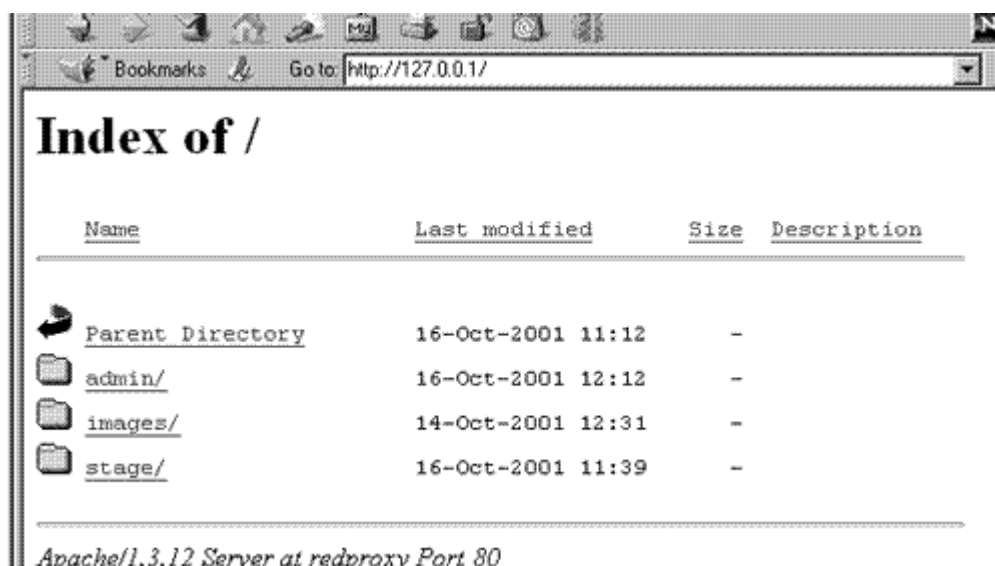 My
N
Bookmarks Go to: http://127.0.0.1/
Index of /
Name Last modified Size Description
Parent Directory 16-Oct-2001 11:12 -
admin/ 16-Oct-2001 12:12 -
images/ 14-Oct-2001 12:31 -
stage/ 16-Oct-2001 11:39 -
Apache/1.3.12 Server at redproxy Port 80